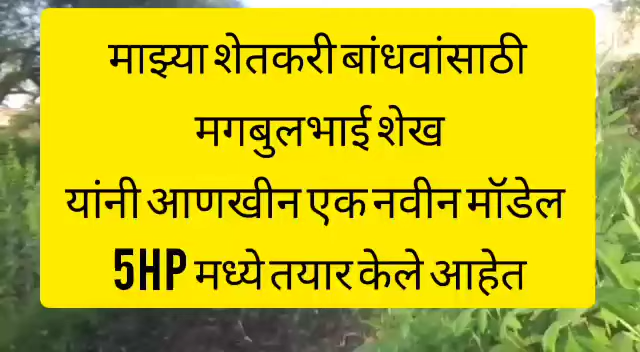 माझ्या शेतकरी बांधवांसाठी
मगबुलभाई शेख
यांनी आणखीन एक नवीन मॉडेल
5HP मध्ये तयार केले आहेत